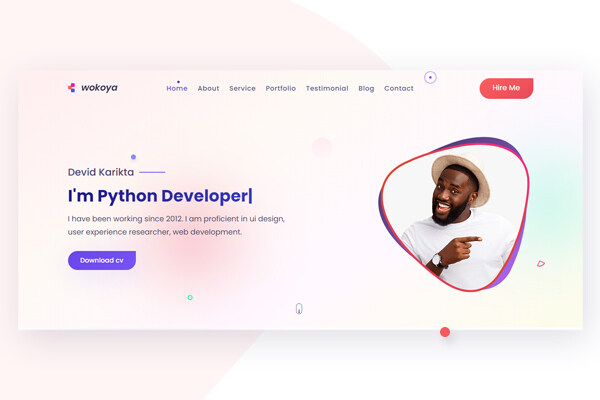 wokoya
Home About Service Portfolio Testimonial Blog Contact
Hire Me
Devid Karikta
I'm Python Developer|
I have been working since 2012. I am proficient in ui design,
user experience researcher, web development.
Download cv